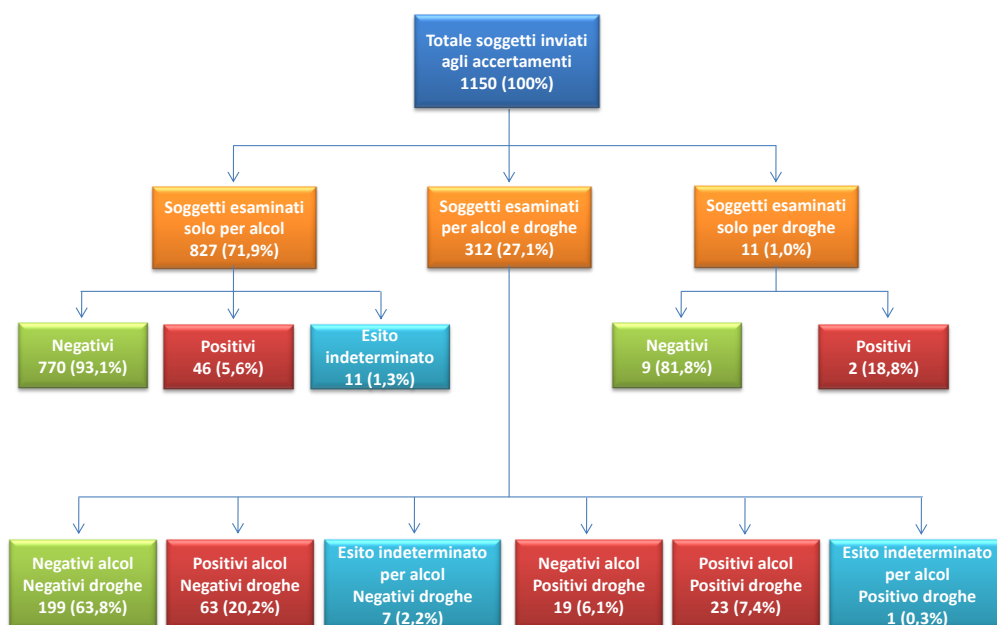 Totale soggetti inviati
agli accertamenti
1150 (100%)
Soggetti esaminati
solo per alcol
827 (71,9%)
Soggetti esaminati
per alcol e droghe
312 (27,1%)
Soggetti esaminati
solo per droghe
11 (1,0%)
Negativi
770 (93,1%)
Positivi
46 (5,6%)
Esito
indeterminato
11 (1,3%)
Negativi
9 (81,8%)
Positivi
2 (18,8%)
Negativi alcol
Negativi droghe
199 (63,8%)
Positivi alcol
Negativi droghe
63 (20,2%)
Esito indeterminato
per alcol
Negativi droghe
7 (2,2%)
Negativi alcol
Positivi droghe
19 (6,1%)
Positivi alcol
Positivi droghe
23 (7,4%)
Esito indeterminato
per alcol
Positivo droghe
1 (0,3%)